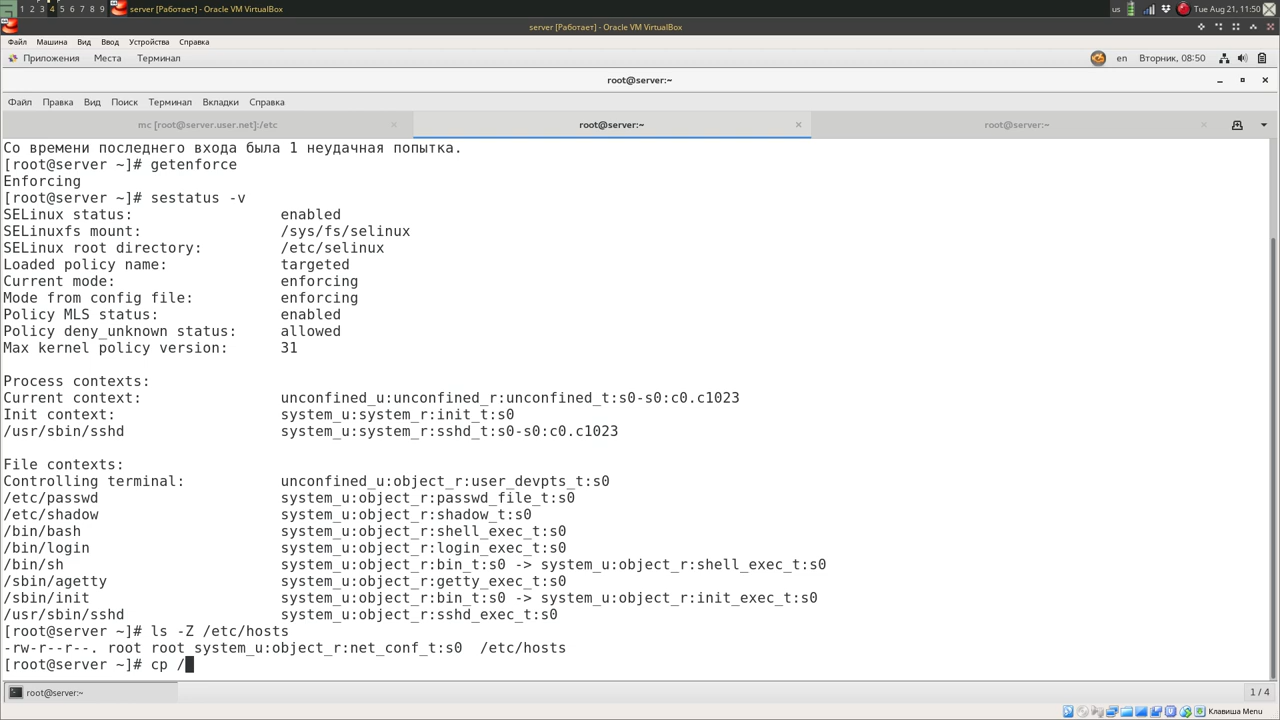 1 2 3 4 5 6 7 8 9 server [Работает] - Oracle VM VirtualBox us Tue Aug 21, 11:50
server [Работает] - Oracle VM VirtualBox
Файл Машина Вид Ввод Устройства Справка
Приложения Места Терминал en Вторник, 08:50
root@server:~
Файл Правка Вид Поиск Терминал Вкладки Справка
mc [root@server.user.net]:/etc root@server:~ root@server:~
Со времени последнего входа была 1 неудачная попытка.
[root@server ~]# getenforce
Enforcing
[root@server ~]# sestatus -v
SELinux status: enabled
SELinuxfs mount: /sys/fs/selinux
SELinux root directory: /etc/selinux
Loaded policy name: targeted
Current mode: enforcing
Mode from config file: enforcing
Policy MLS status: enabled
Policy deny_unknown status: allowed
Max kernel policy version: 31
Process contexts:
Current context: unconfined_u:unconfined_r:unconfined_t:s0-s0:c0.c1023
Init context: system_u:system_r:init_t:s0
/usr/sbin/sshd system_u:system_r:sshd_t:s0-s0:c0.c1023
File contexts:
Controlling terminal: unconfined_u:object_r:user_devpts_t:s0
/etc/passwd system_u:object_r:passwd_file_t:s0
/etc/shadow system_u:object_r:shadow_t:s0
/bin/bash system_u:object_r:shell_exec_t:s0
/bin/login system_u:object_r:login_exec_t:s0
/bin/sh system_u:object_r:bin_t:s0 -> system_u:object_r:shell_exec_t:s0
/sbin/agetty system_u:object_r:getty_exec_t:s0
/sbin/init system_u:object_r:bin_t:s0 -> system_u:object_r:init_exec_t:s0
/usr/sbin/sshd system_u:object_r:sshd_exec_t:s0
[root@server ~]# ls -Z /etc/hosts
-rw-r--r--. root root system_u:object_r:net_conf_t:s0 /etc/hosts
[root@server ~]# cp /
root@server:~ 1 / 4
Клавиша Menu